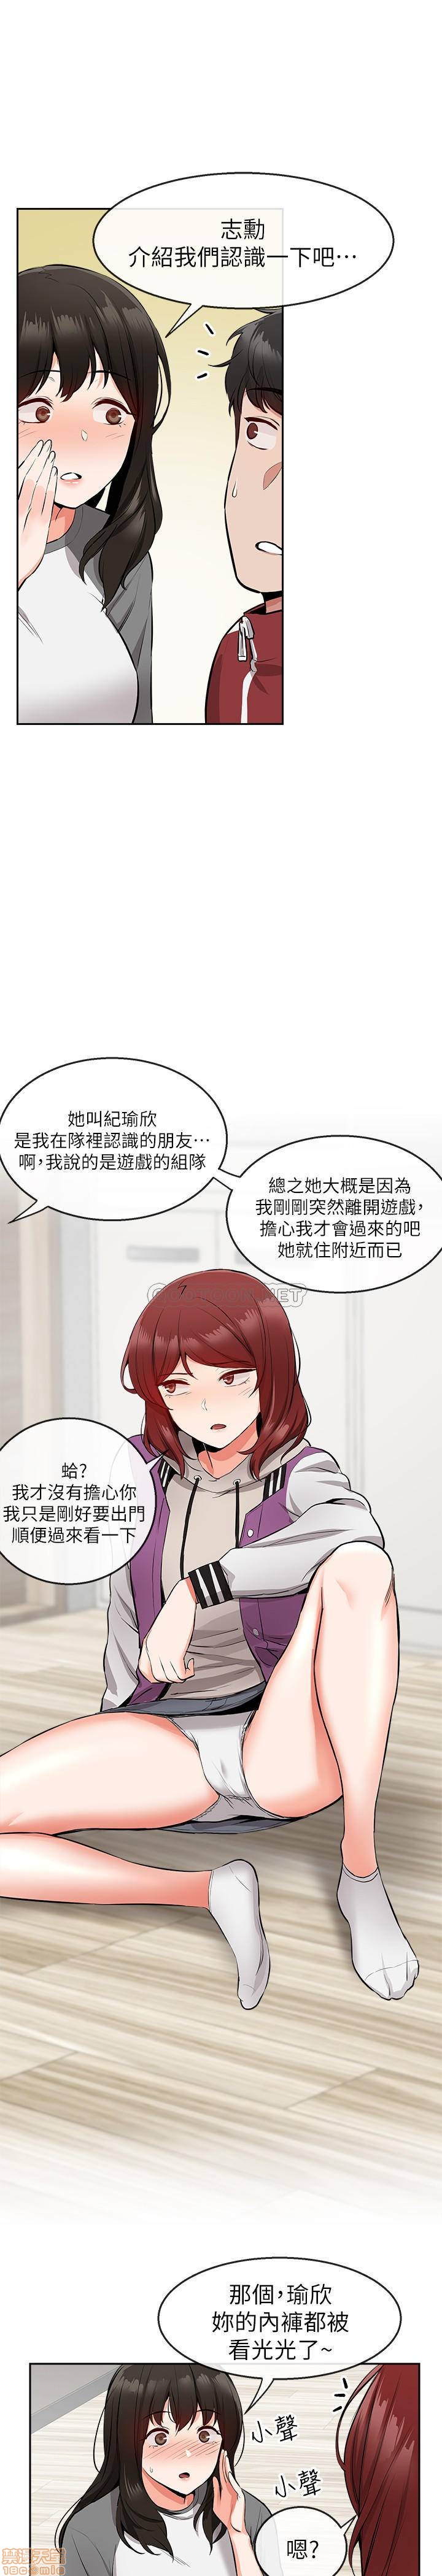 志勳
介紹我們認識一下吧⋯
她叫紀瑜欣
是我在隊裡認識的朋友⋯
啊，我說的是遊戲的組隊
總之她大概是因為
我剛剛突然離開遊戲，
擔心我才會過來的吧
她就住附近而已
蛤？
我才沒有擔心你
我只是剛好要出門
順便過來看一下
那個，瑜欣
妳的內褲都被
看光光了~
小聲
小聲
嗯？
禁漫天堂
18comic